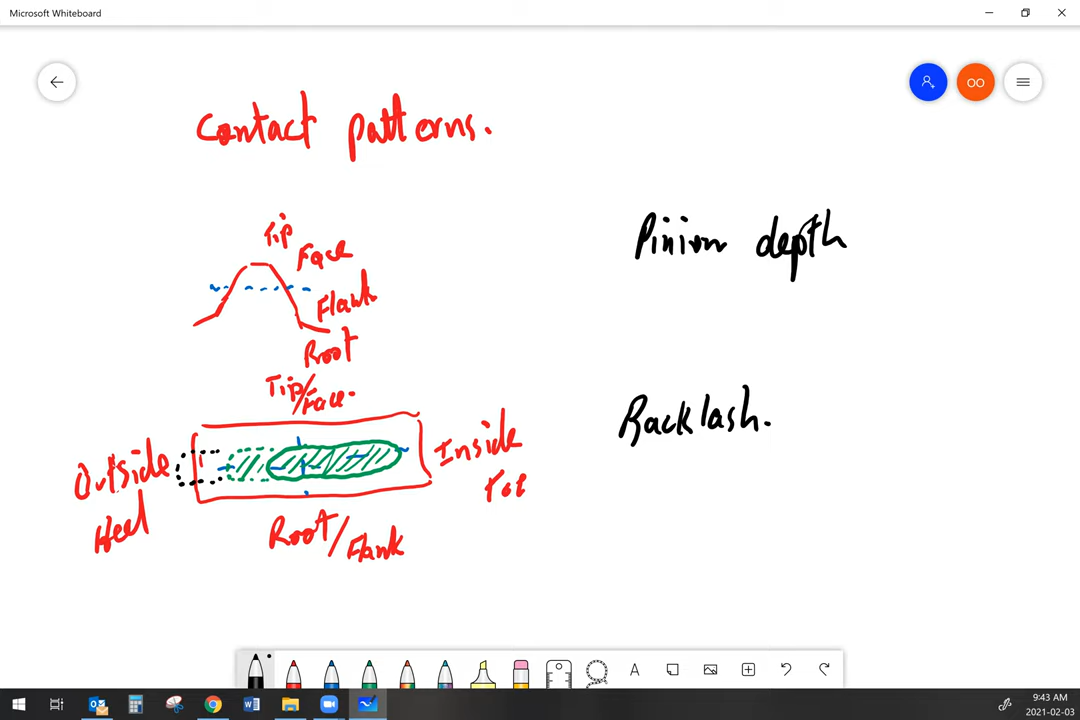 Microsoft Whiteboard
OO
Contact patterns.
Tip
Face
Flank
Root
Tip/Face.
Outside
Heel
Inside
Toe
Root/Flank
Pinion depth
Backlash.
A
9:43 AM
2021-02-03